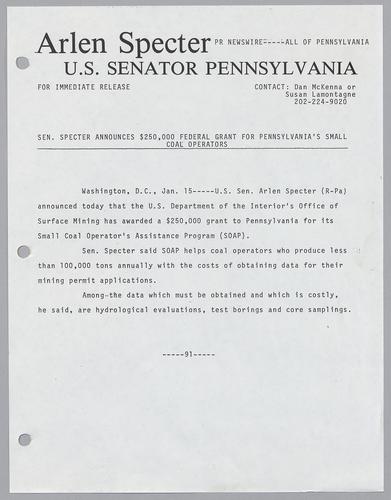 Arlen Specter PR NEWSWIRE-----ALL OF PENNSYLVANIA
U.S. SENATOR PENNSYLVANIA
FOR IMMEDIATE RELEASE CONTACT: Dan McKenna or
Susan Lamontagne
202-224-9020
SEN. SPECTER ANNOUNCES $250,000 FEDERAL GRANT FOR PENNSYLVANIA'S SMALL
COAL OPERATORS
Washington, D.C., Jan. 15-----U.S. Sen. Arlen Specter (R-Pa)
announced today that the U.S. Department of the Interior's Office of
Surface Mining has awarded a $250,000 grant to Pennsylvania for its
Small Coal Operator's Assistance Program (SOAP).
Sen. Specter said SOAP helps coal operators who produce less
than 100,000 tons annually with the costs of obtaining data for their
mining permit applications.
Among-the data which must be obtained and which is costly,
he said, are hydrological evaluations, test borings and core samplings.
-----91-----